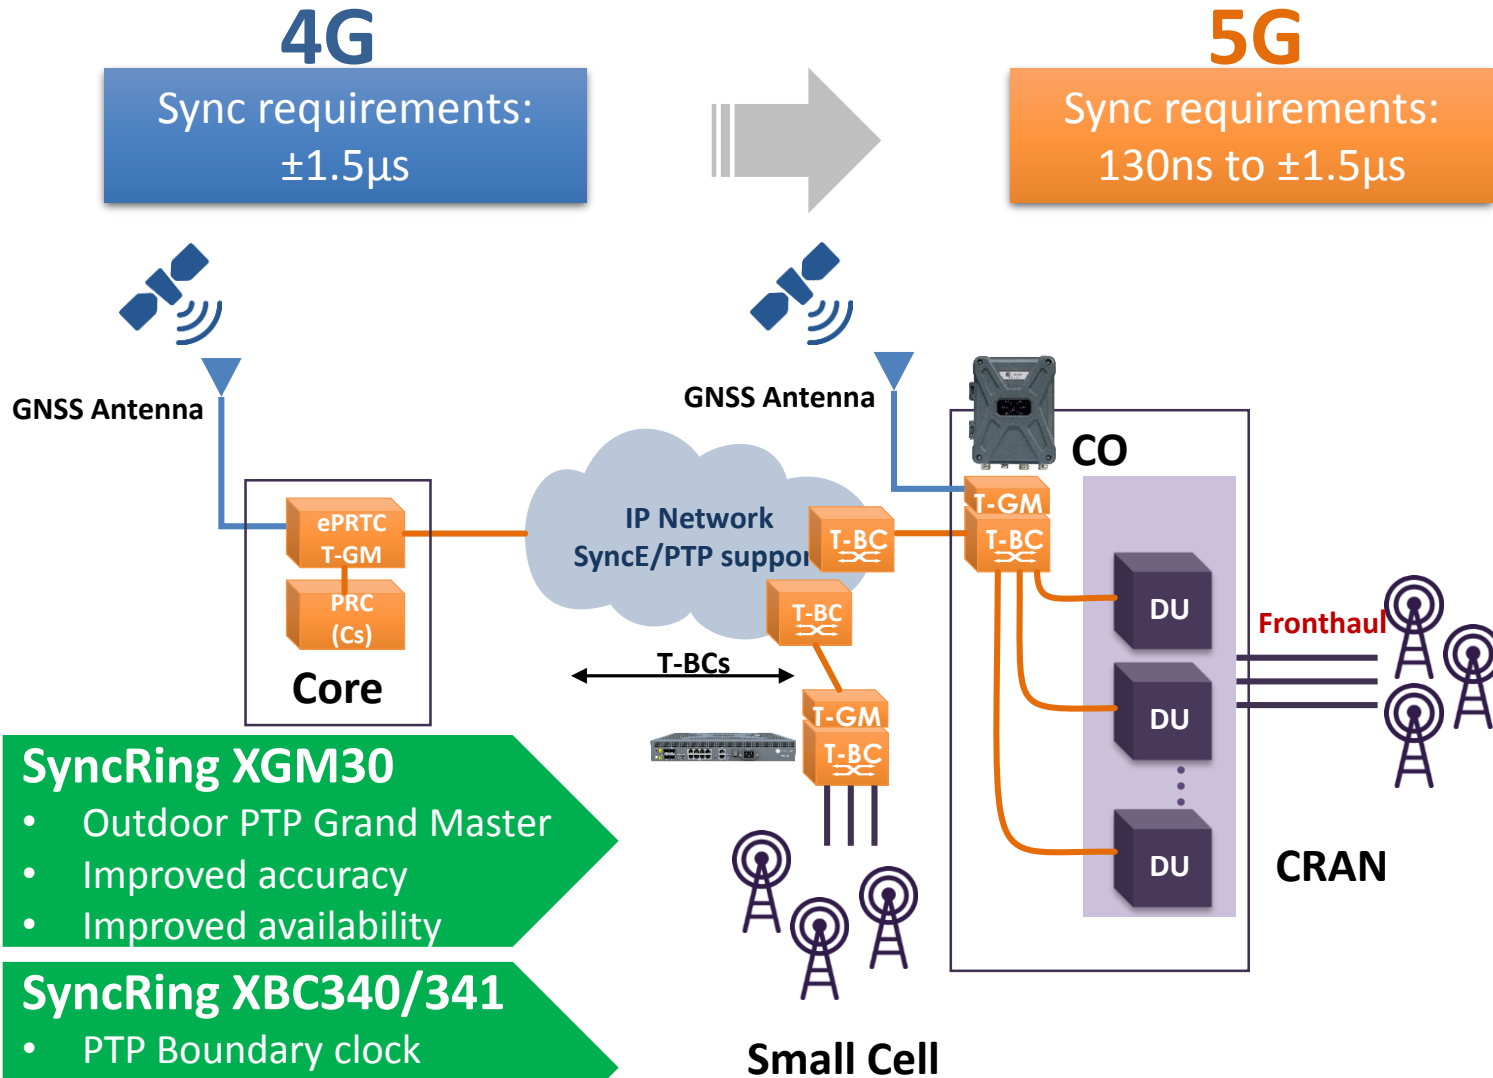 4G
5G
Sync requirements:
±1.5µs
Sync requirements:
130ns to ±1.5µs
GNSS Antenna
GNSS Antenna
CO
T-GM
T-BC
ePRTC
T-GM
PRC
(Cs)
Core
IP Network
SyncE/PTP suppor
T-BC
T-BC
T-BCs
T-GM
T-BC
DU
DU
DU
Fronthaul
CRAN
SyncRing XGM30
• Outdoor PTP Grand Master
• Improved accuracy
• Improved availability
SyncRing XBC340/341
• PTP Boundary clock
Small Cell